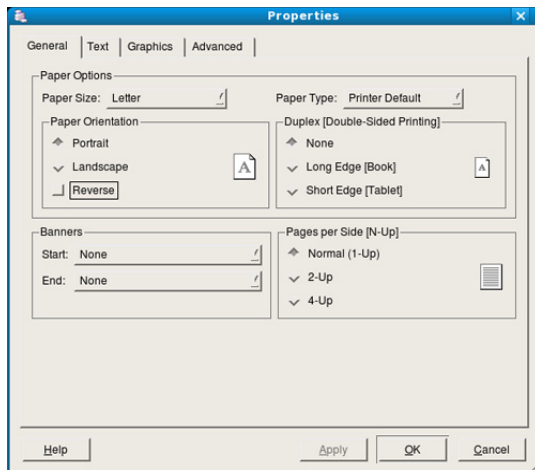 Properties
General Text Graphics Advanced
Paper Options
Paper Size: Letter
Paper Type: Printer Default
Paper Orientation
Portrait
Landscape
Reverse
A
Duplex [Double-Sided Printing]
None
Long Edge [Book]
Short Edge [Tablet]
A
Banners
Start: None
End: None
Pages per Side [N-Up]
Normal (1-Up)
2-Up
4-Up
Help Apply OK Cancel